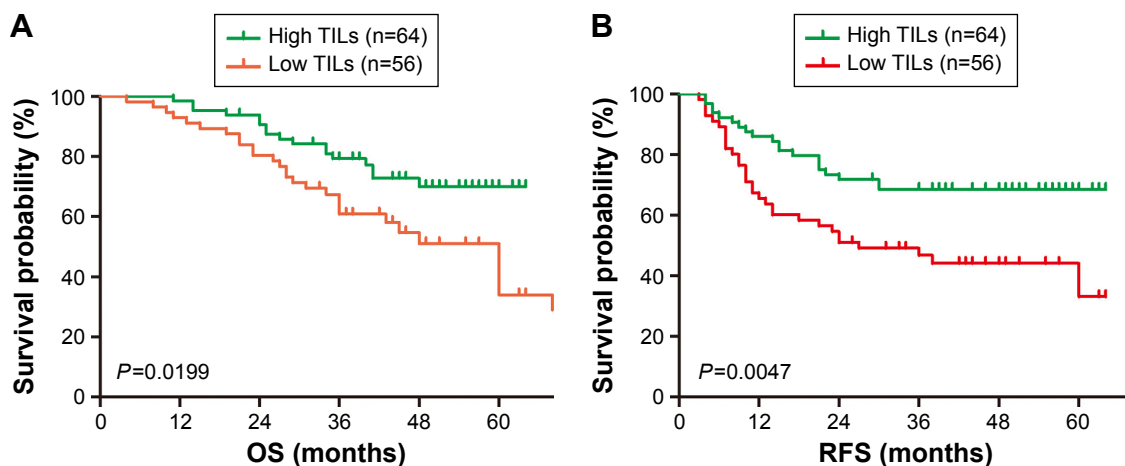 A
High TILs (n=64)
Low TILs (n=56)
Survival probability (%)
100
80
60
40
20
0
P=0.0199
0 12 24 36 48 60
OS (months)
B
High TILs (n=64)
Low TILs (n=56)
Survival probability (%)
100
80
60
40
20
0
P=0.0047
0 12 24 36 48 60
RFS (months)